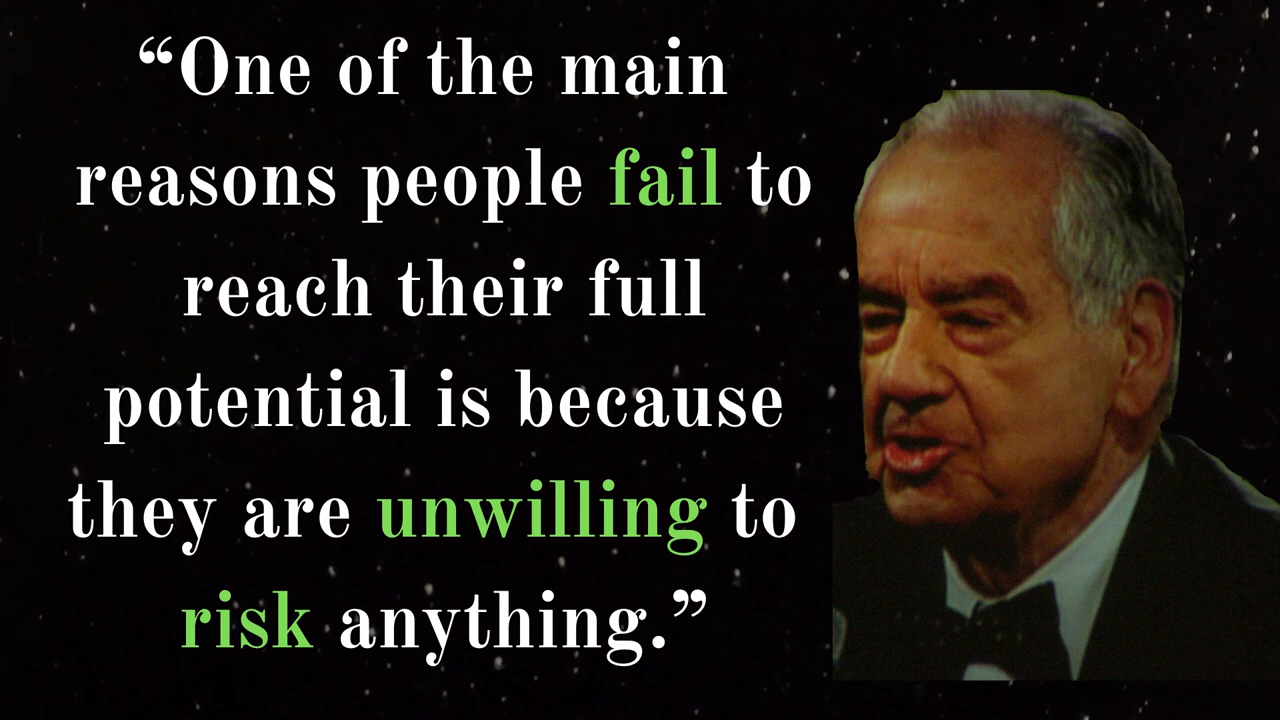 “One of the main
reasons people fail to
reach their full
potential is because
they are unwilling to
risk anything.”